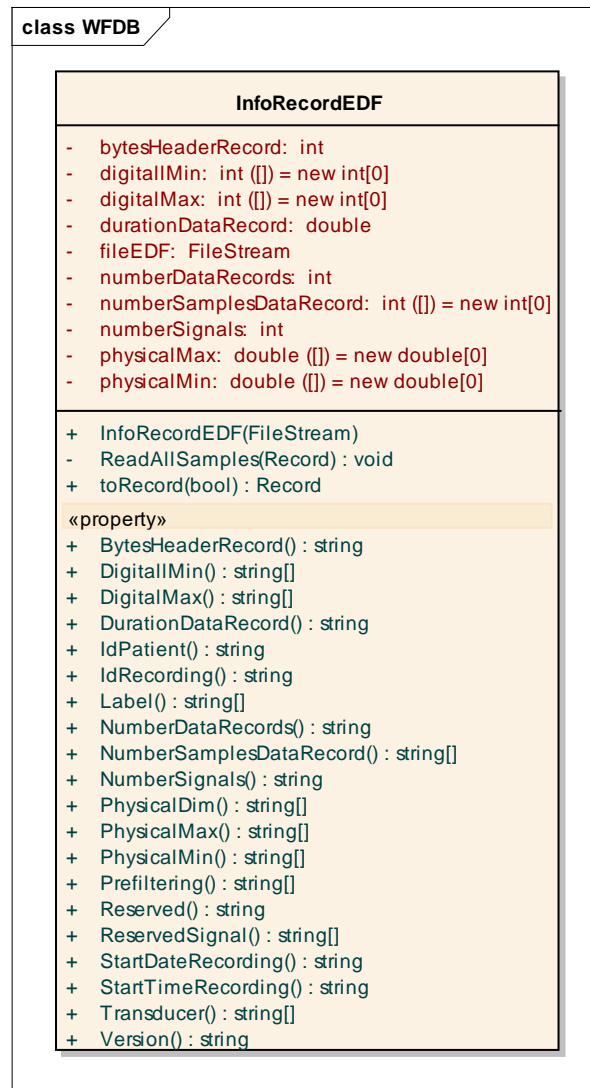 class WFDB
InfoRecordEDF
- bytesHeaderRecord: int
- digitallMin: int ([]) = new int[0]
- digitalMax: int ([]) = new int[0]
- durationDataRecord: double
- fileEDF: FileStream
- numberDataRecords: int
- numberSamplesDataRecord: int ([]) = new int[0]
- numberSignals: int
- physicalMax: double ([]) = new double[0]
- physicalMin: double ([]) = new double[0]
+ InfoRecordEDF(FileStream)
- ReadAllSamples(Record) : void
+ toRecord(bool) : Record
«property»
+ BytesHeaderRecord() : string
+ DigitallMin() : string[]
+ DigitalMax() : string[]
+ DurationDataRecord() : string
+ IdPatient() : string
+ IdRecording() : string
+ Label() : string[]
+ NumberDataRecords() : string
+ NumberSamplesDataRecord() : string[]
+ NumberSignals() : string
+ PhysicalDim() : string[]
+ PhysicalMax() : string[]
+ PhysicalMin() : string[]
+ Prefiltering() : string[]
+ Reserved() : string
+ ReservedSignal() : string[]
+ StartDateRecording() : string
+ StartTimeRecording() : string
+ Transducer() : string[]
+ Version() : string